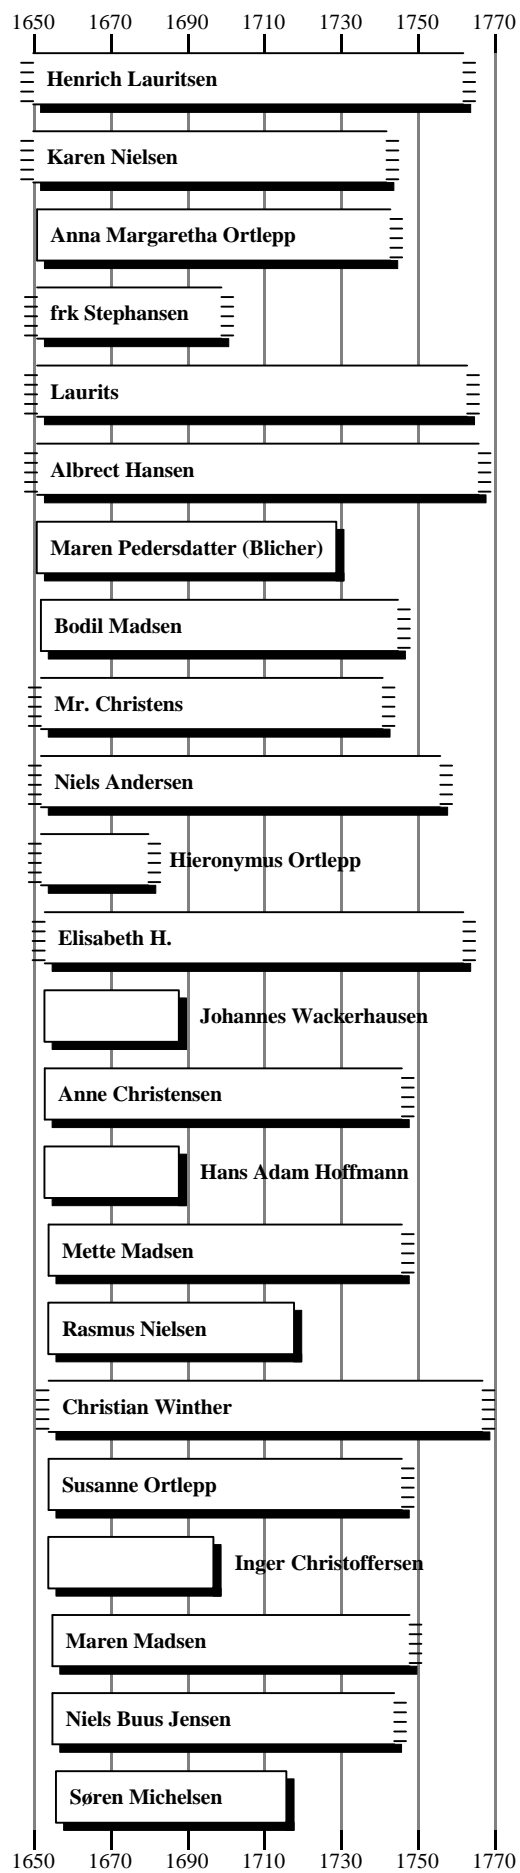 1650 1670 1690 1710 1730 1750 1770
Henrich Lauritsen
Karen Nielsen
Anna Margaretha Ortlepp
frk Stephansen
Laurits
Albrect Hansen
Maren Pedersdatter (Blicher)
Bodil Madsen
Mr. Christens
Niels Andersen
Hieronymus Ortlepp
Elisabeth H.
Johannes Wackerhausen
Anne Christensen
Hans Adam Hoffmann
Mette Madsen
Rasmus Nielsen
Christian Winther
Susanne Ortlepp
Inger Christoffersen
Maren Madsen
Niels Buus Jensen
Søren Michelsen
1650 1670 1690 1710 1730 1750 1770